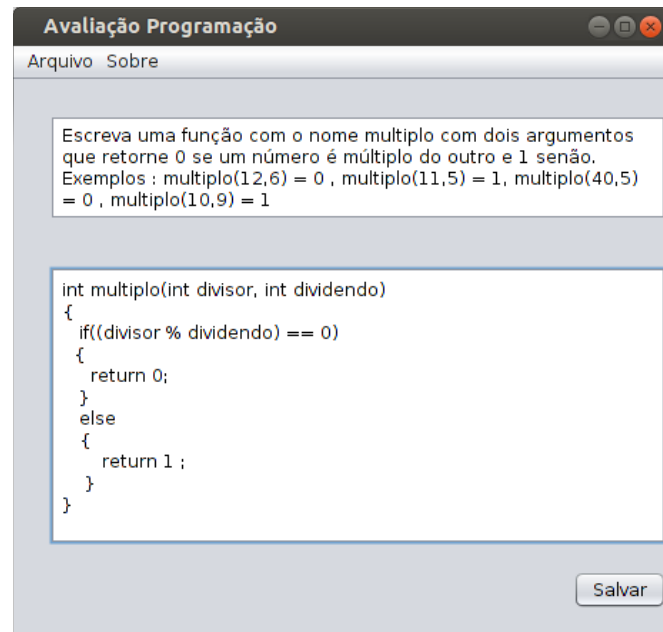 Avaliação Programação
Arquivo Sobre
Escreva uma função com o nome multiplo com dois argumentos
que retorne 0 se um número é múltiplo do outro e 1 senão.
Exemplos : multiplo(12,6) = 0 , multiplo(11,5) = 1, multiplo(40,5)
= 0 , multiplo(10,9) = 1
int multiplo(int divisor, int dividendo)
{
if((divisor % dividendo) == 0)
{
return 0;
}
else
{
return 1 ;
}
}
Salvar